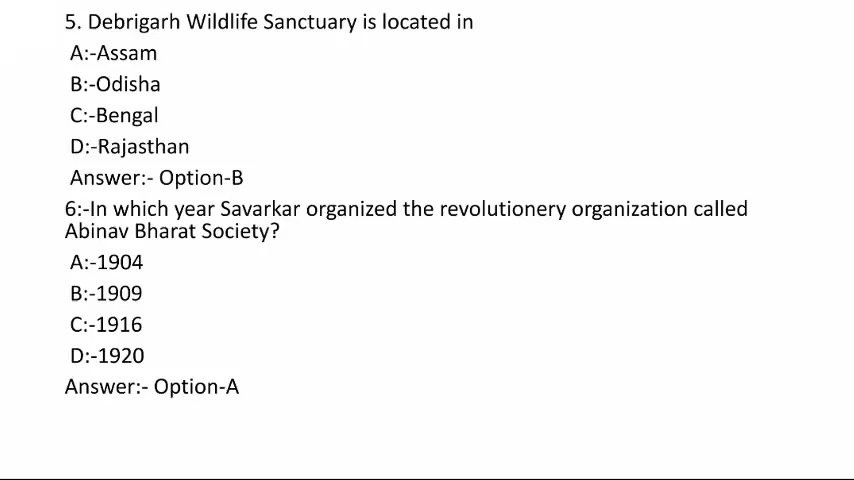 5. Debrigarh Wildlife Sanctuary is located in
A:-Assam
B:-Odisha
C:-Bengal
D:-Rajasthan
Answer:- Option-B
6:-In which year Savarkar organized the revolutionery organization called
Abinav Bharat Society?
A:-1904
B:-1909
C:-1916
D:-1920
Answer:- Option-A